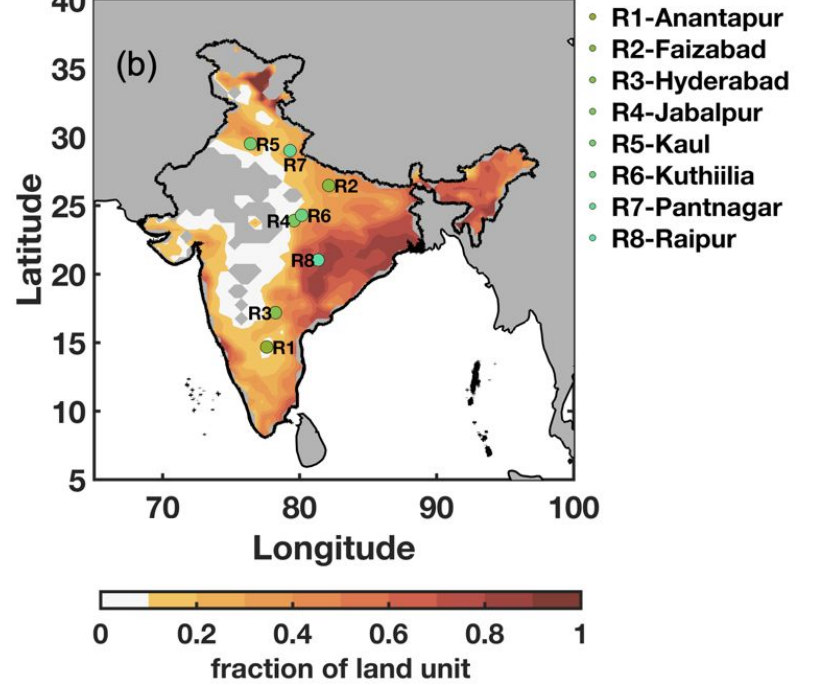 40
R1-Anantapur
R2-Faizabad
R3-Hyderabad
R4-Jabalpur
R5-Kaul
R6-Kuthiilia
R7-Pantnagar
R8-Raipur
(b)
35
30
25
20
15
10
5
Latitude
R5
R7
R2
R4
R6
R8
R3
R1
70 80 90 100
Longitude
0 0.2 0.4 0.6 0.8 1
fraction of land unit